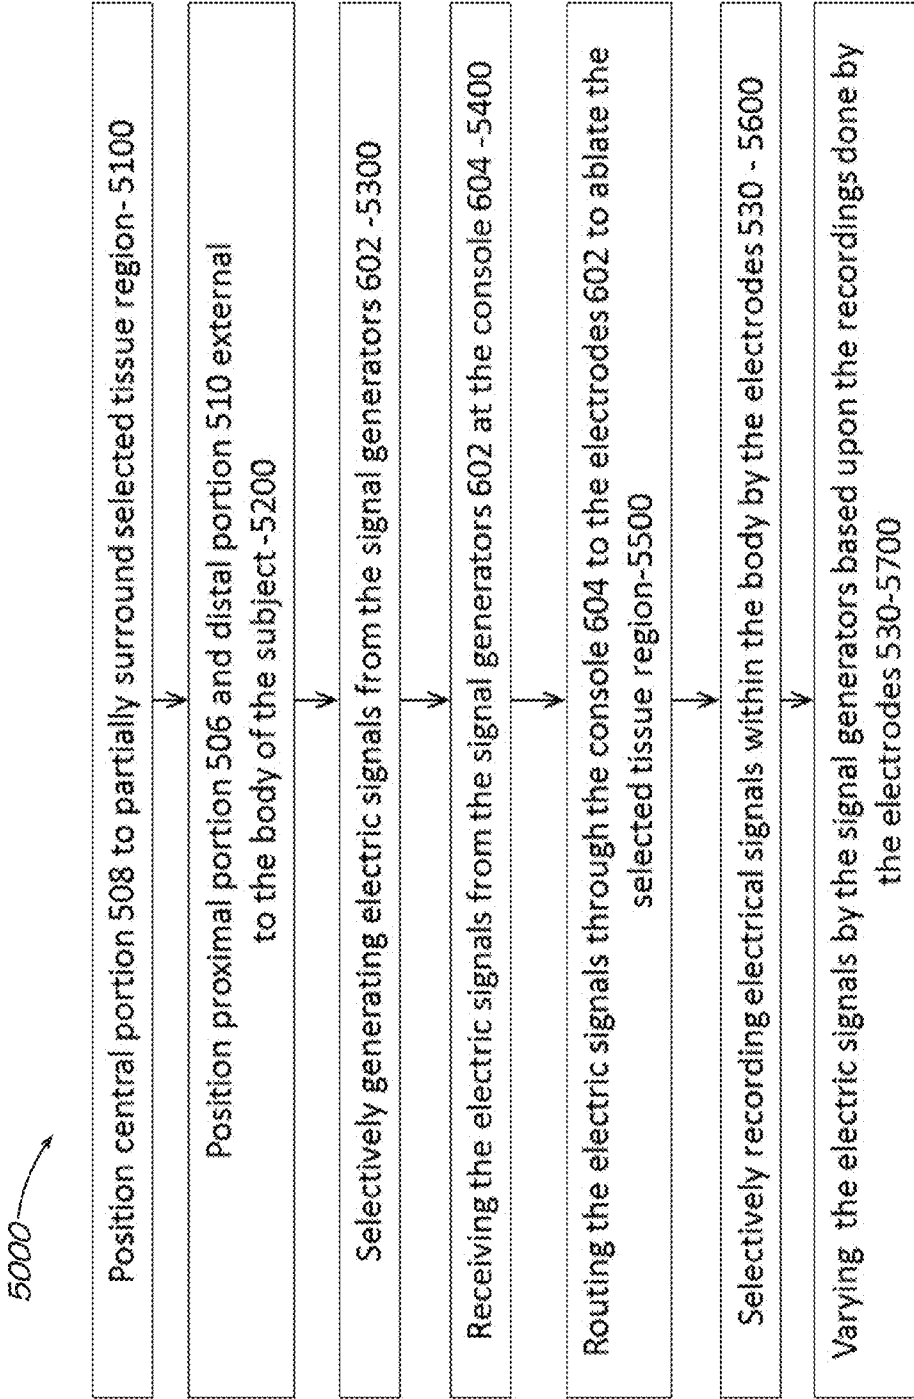 5000
Position central portion 508 to partially surround selected tissue region- 5100
Position proximal portion 506 and distal portion 510 external
to the body of the subject -5200
Selectively generating electric signals from the signal generators 602 -5300
Receiving the electric signals from the signal generators 602 at the console 604 -5400
Routing the electric signals through the console 604 to the electrodes 602 to ablate the
selected tissue region-5500
Selectively recording electrical signals within the body by the electrodes 530 - 5600
Varying the electric signals by the signal generators based upon the recordings done by
the electrodes 530-5700